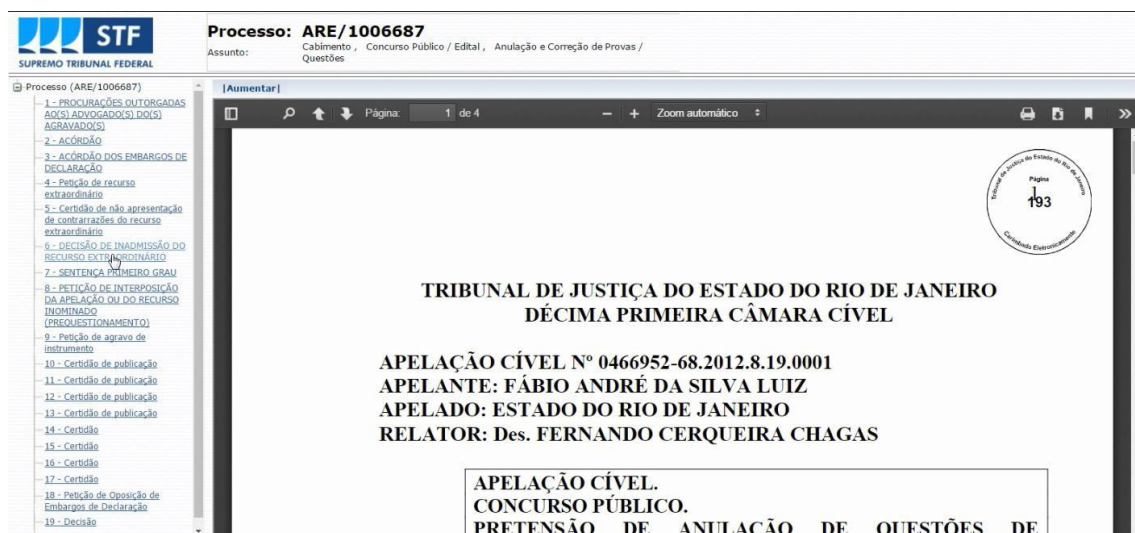 STF
SUPREMO TRIBUNAL FEDERAL
Processo: ARE/1006687
Assunto: Cabimento , Concurso Público / Edital , Anulação e Correção de Provas /
Questões
Processo (ARE/1006687)
1 - PROCURAÇÕES OUTORGADAS
AO(S) ADVOGADO(S) DO(S)
AGRAVADO(S)
2 - ACÓRDÃO
3 - ACÓRDÃO DOS EMBARGOS DE
DECLARAÇÃO
4 - Petição de recurso
extraordinário
5 - Certidão de não apresentação
de contrarrazões do recurso
extraordinário
6 - DECISÃO DE INADMISSÃO DO
RECURSO EXTRAORDINÁRIO
7 - SENTENÇA PRIMEIRO GRAU
8 - PETIÇÃO DE INTERPOSIÇÃO
DA APELAÇÃO OU DO RECURSO
INOMINADO
(PREQUESTIONAMENTO)
9 - Petição de agravo de
instrumento
10 - Certidão de publicação
11 - Certidão de publicação
12 - Certidão de publicação
13 - Certidão de publicação
14 - Certidão
15 - Certidão
16 - Certidão
17 - Certidão
18 - Petição de Oposição de
Embargos de Declaração
19 - Decisão
|Aumentar|
Página: 1 de 4
Zoom automático
Tribunal de Justiça do Estado do Rio de Janeiro
Página
1
193
Carimbado Eletronicamente
TRIBUNAL DE JUSTIÇA DO ESTADO DO RIO DE JANEIRO
DÉCIMA PRIMEIRA CÂMARA CÍVEL
APELAÇÃO CÍVEL Nº 0466952-68.2012.8.19.0001
APELANTE: FÁBIO ANDRÉ DA SILVA LUIZ
APELADO: ESTADO DO RIO DE JANEIRO
RELATOR: Des. FERNANDO CERQUEIRA CHAGAS
APELAÇÃO CÍVEL.
CONCURSO PÚBLICO.
PRETENSÃO DE ANULAÇÃO DE QUESTÕES DE